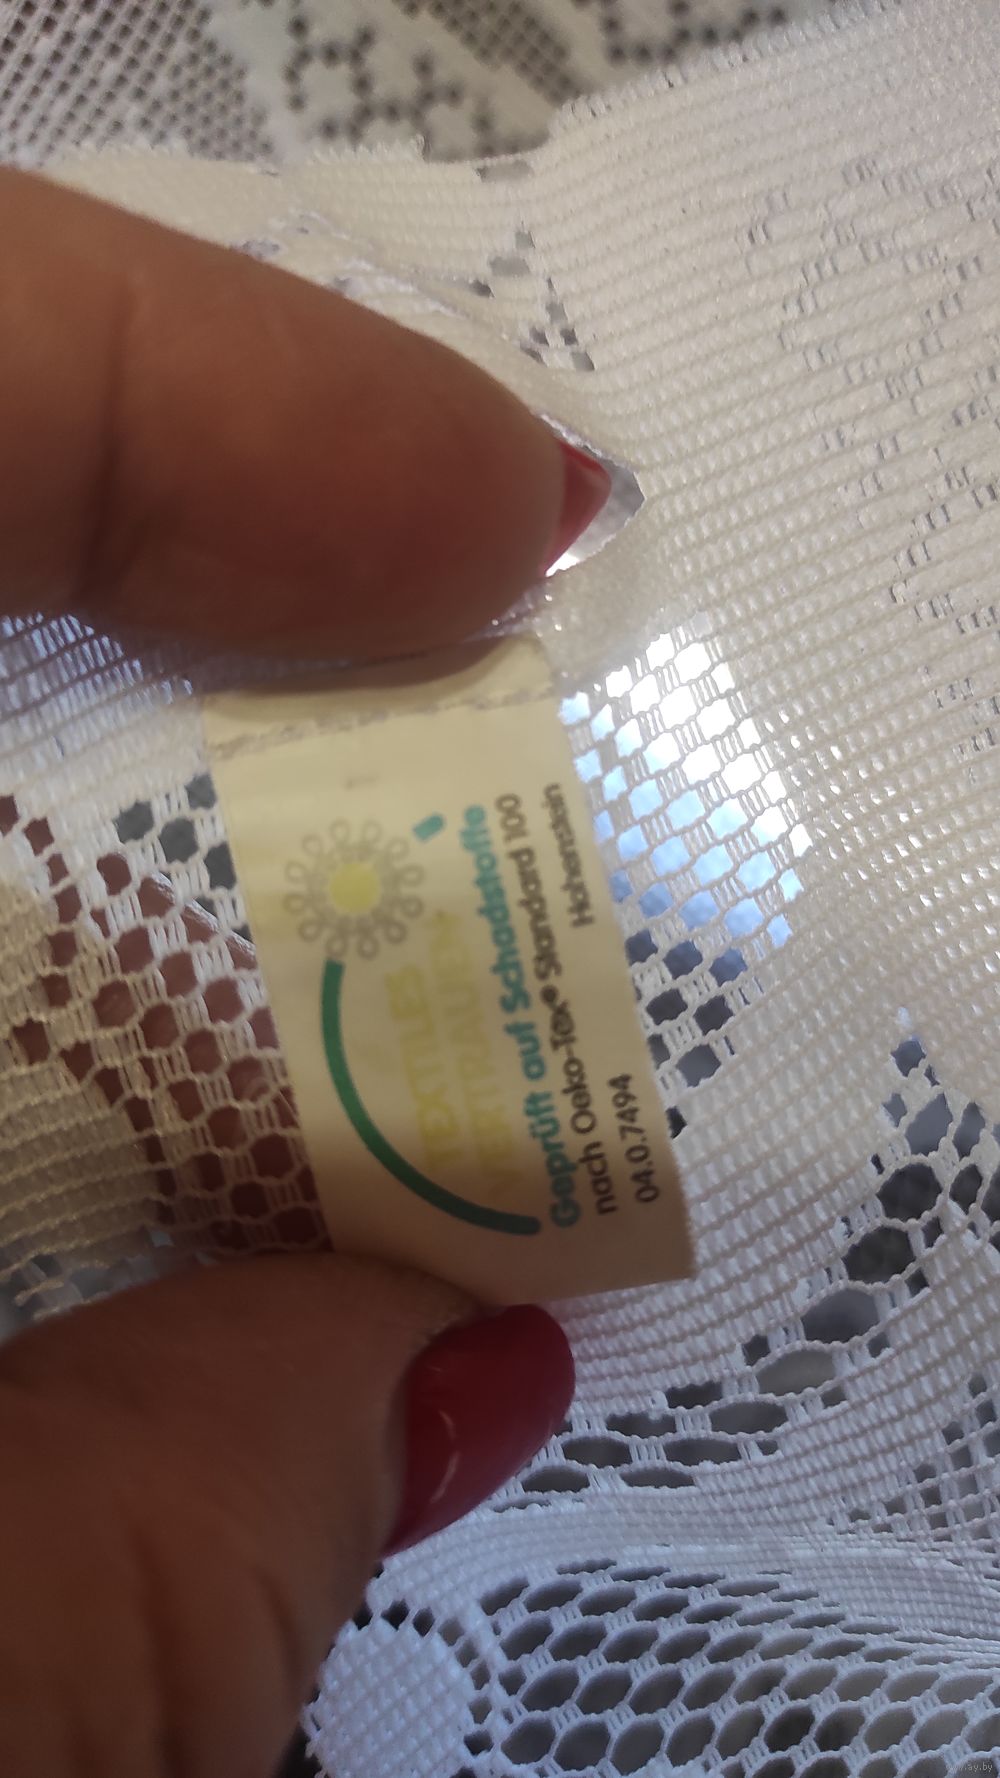 TEXTILES
VERTRAUEN
Geprüft auf Schadstoffe
nach Oeko-Tex® Standard 100
04.0.7494 Hohenstein